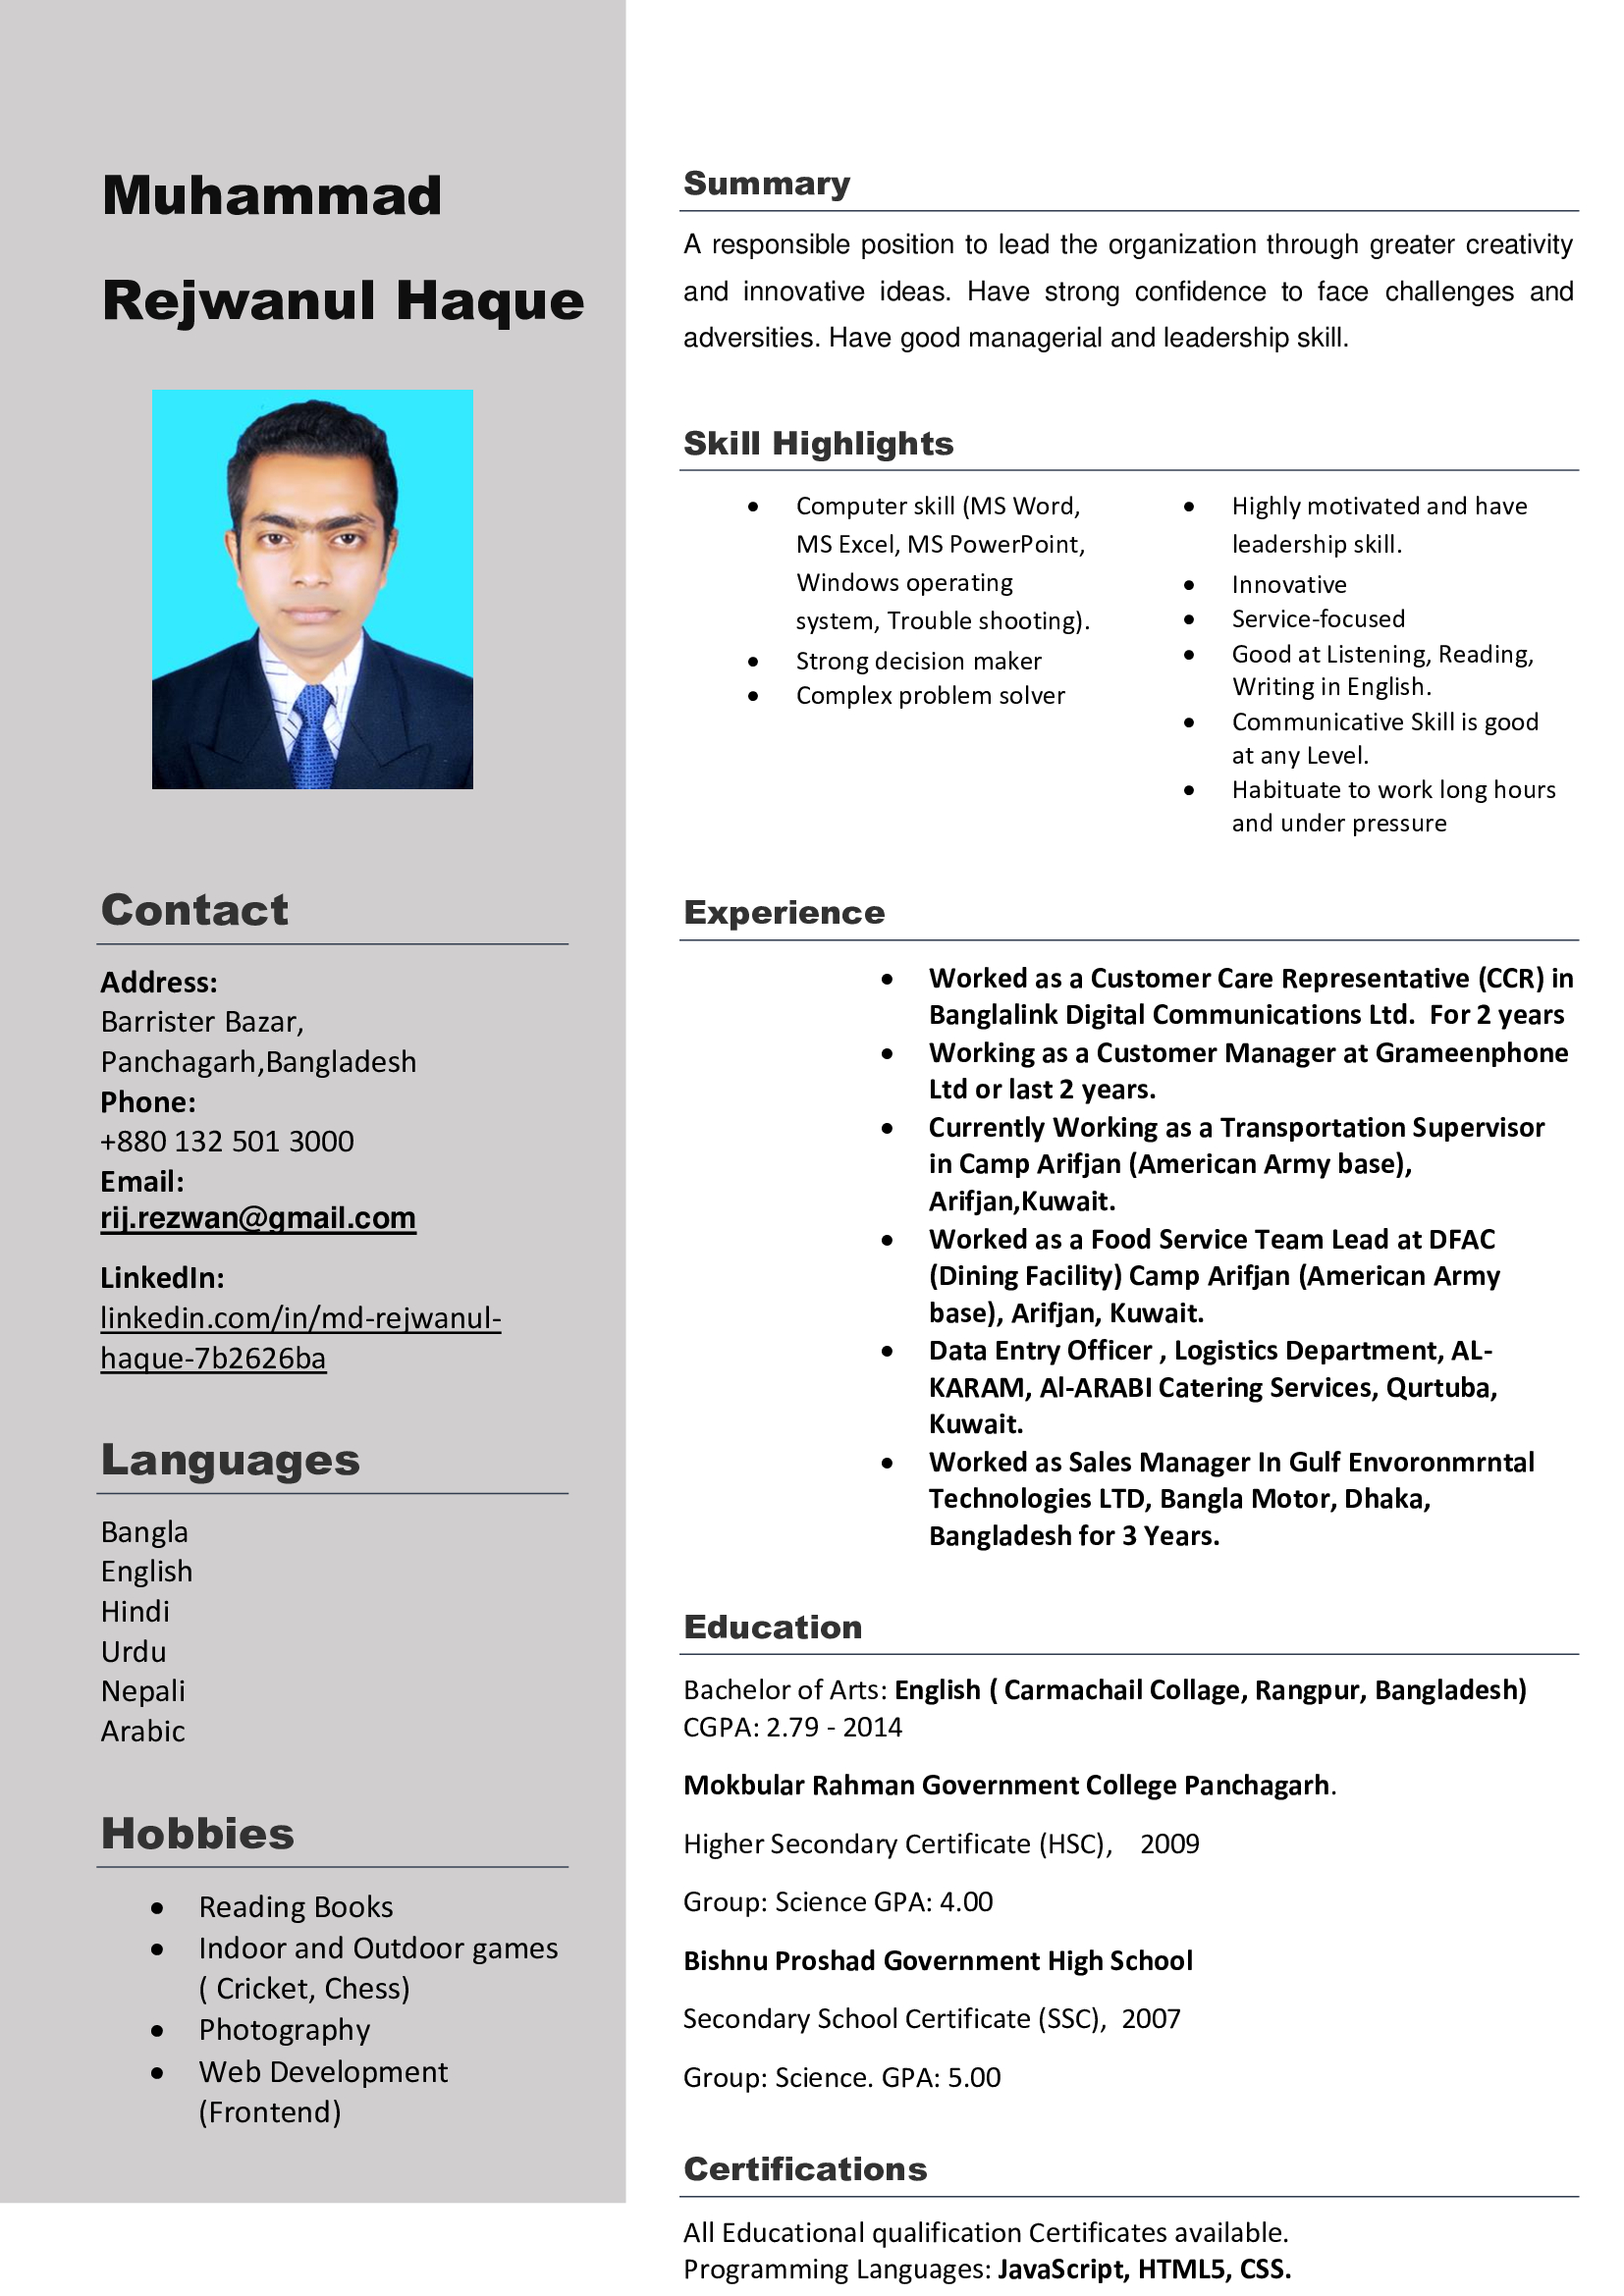 Muhammad
Rejwanul Haque
Contact
Address:
Barrister Bazar,
Panchagarh,Bangladesh
Phone:
+880 132 501 3000
Email:
rij.rezwan@gmail.com
LinkedIn:
linkedin.com/in/md-rejwanul-
haque-7b2626ba
Languages
Bangla
English
Hindi
Urdu
Nepali
Arabic
Hobbies
• Reading Books
• Indoor and Outdoor games
( Cricket, Chess)
• Photography
• Web Development
(Frontend)
Summary
A responsible position to lead the organization through greater creativity
and innovative ideas. Have strong confidence to face challenges and
adversities. Have good managerial and leadership skill.
Skill Highlights
• Computer skill (MS Word,
MS Excel, MS PowerPoint,
Windows operating
system, Trouble shooting).
• Strong decision maker
• Complex problem solver
• Highly motivated and have
leadership skill.
• Innovative
• Service-focused
• Good at Listening, Reading,
Writing in English.
• Communicative Skill is good
at any Level.
• Habituate to work long hours
and under pressure
Experience
• Worked as a Customer Care Representative (CCR) in
Banglalink Digital Communications Ltd.  For 2 years
• Working as a Customer Manager at Grameenphone
Ltd or last 2 years.
• Currently Working as a Transportation Supervisor
in Camp Arifjan (American Army base),
Arifjan,Kuwait.
• Worked as a Food Service Team Lead at DFAC
(Dining Facility) Camp Arifjan (American Army
base), Arifjan, Kuwait.
• Data Entry Officer , Logistics Department, AL-
KARAM, Al-ARABI Catering Services, Qurtuba,
Kuwait.
• Worked as Sales Manager In Gulf Envoronmrntal
Technologies LTD, Bangla Motor, Dhaka,
Bangladesh for 3 Years.
Education
Bachelor of Arts: English ( Carmachail Collage, Rangpur, Bangladesh)
CGPA: 2.79 - 2014
Mokbular Rahman Government College Panchagarh.
Higher Secondary Certificate (HSC),   2009
Group: Science GPA: 4.00
Bishnu Proshad Government High School
Secondary School Certificate (SSC),  2007
Group: Science. GPA: 5.00
Certifications
All Educational qualification Certificates available.
Programming Languages: JavaScript, HTML5, CSS.